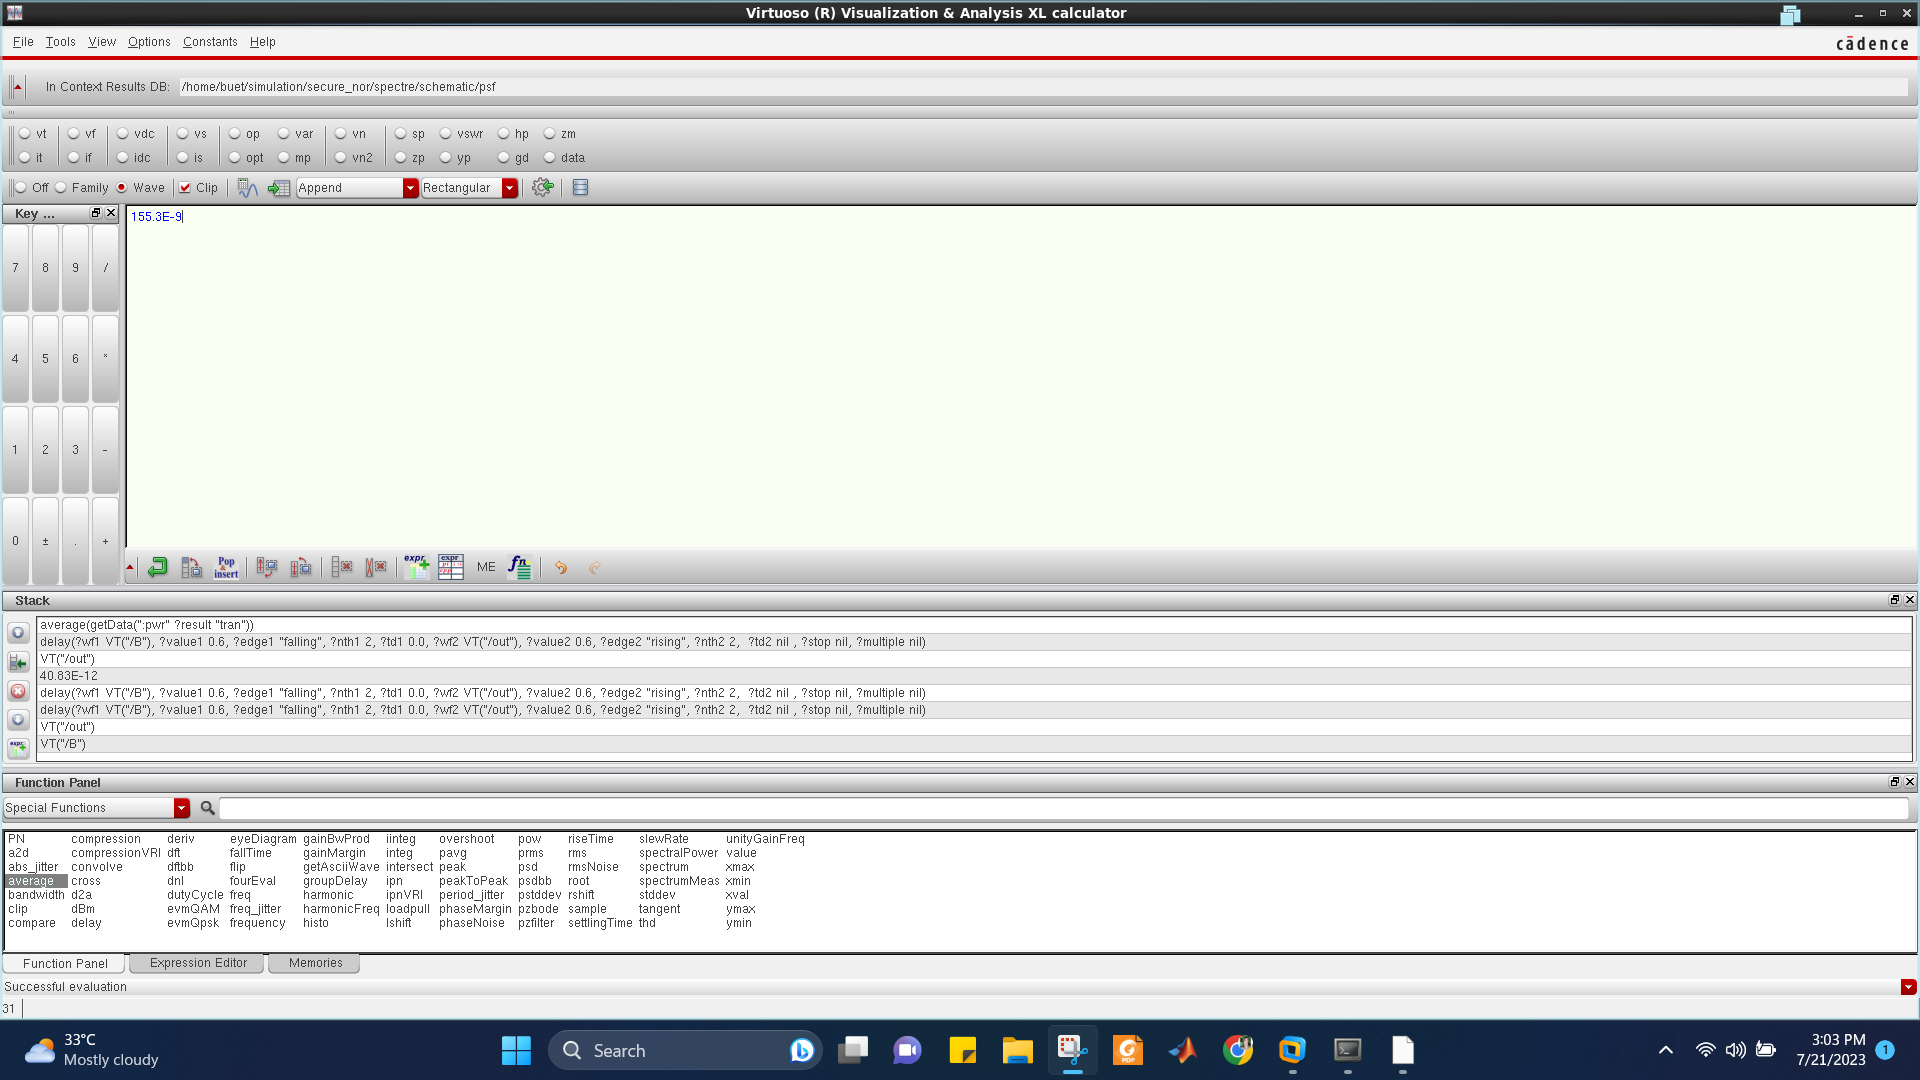 Virtuoso (R) Visualization & Analysis XL calculator
File Tools View Options Constants Help
cādence
In Context Results DB: /home/buet/simulation/secure_nor/spectre/schematic/psf
vt vf vdc vs op var vn sp vswr hp zm
it if idc is opt mp vn2 zp yp gd data
Off Family Wave Clip Append Rectangular
Key ...
155.3E-9
7 8 9 /
4 5 6 *
1 2 3 -
0 ± . +
Pop & insert expr expr ME fn
Stack
average(getData(":pwr" ?result "tran"))
delay(?wf1 VT("/B"), ?value1 0.6, ?edge1 "falling", ?nth1 2, ?td1 0.0, ?wf2 VT("/out"), ?value2 0.6, ?edge2 "rising", ?nth2 2, ?td2 nil , ?stop nil, ?multiple nil)
VT("/out")
40.83E-12
delay(?wf1 VT("/B"), ?value1 0.6, ?edge1 "falling", ?nth1 2, ?td1 0.0, ?wf2 VT("/out"), ?value2 0.6, ?edge2 "rising", ?nth2 2, ?td2 nil , ?stop nil, ?multiple nil)
delay(?wf1 VT("/B"), ?value1 0.6, ?edge1 "falling", ?nth1 2, ?td1 0.0, ?wf2 VT("/out"), ?value2 0.6, ?edge2 "rising", ?nth2 2, ?td2 nil , ?stop nil, ?multiple nil)
VT("/out")
expr VT("/B")
Function Panel
Special Functions
PN compression deriv eyeDiagram gainBwProd iinteg overshoot pow riseTime slewRate unityGainFreq
a2d compressionVRI dft fallTime gainMargin integ pavg prms rms spectralPower value
abs_jitter convolve dftbb flip getAsciiWave intersect peak psd rmsNoise spectrum xmax
average cross dnl fourEval groupDelay ipn peakToPeak psdbb root spectrumMeas xmin
bandwidth d2a dutyCycle freq harmonic ipnVRI period_jitter pstddev rshift stddev xval
clip dBm evmQAM freq_jitter harmonicFreq loadpull phaseMargin pzbode sample tangent ymax
compare delay evmQpsk frequency histo lshift phaseNoise pzfilter settlingTime thd ymin
Function Panel Expression Editor Memories
Successful evaluation
31
33°C
Mostly cloudy
Search
PDF
3:03 PM
7/21/2023
1